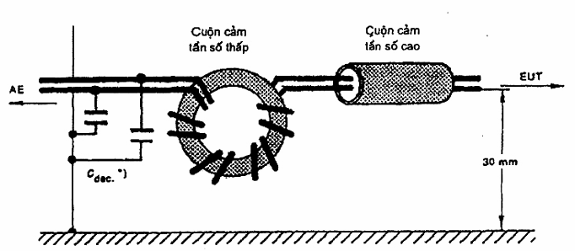 Cuộn cảm
tần số thấp
Cuộn cảm
tần số cao
AE
EUT
30 mm
Cdec. *)